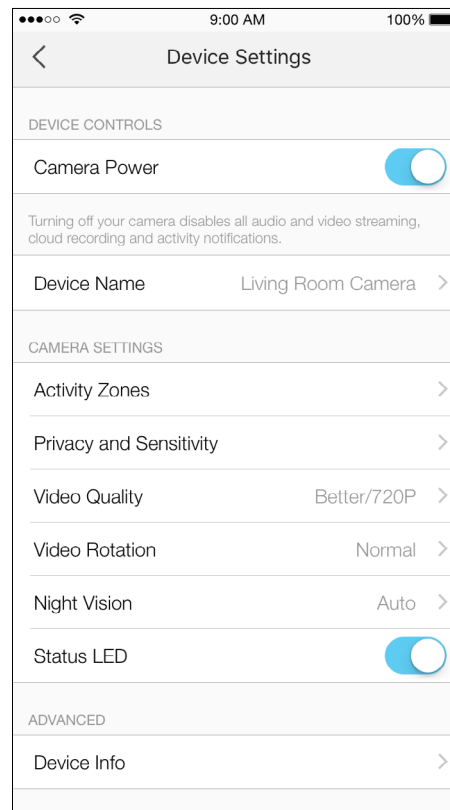 9:00 AM 100%
Device Settings
DEVICE CONTROLS
Camera Power
Turning off your camera disables all audio and video streaming,
cloud recording and activity notifications.
Device Name Living Room Camera
CAMERA SETTINGS
Activity Zones
Privacy and Sensitivity
Video Quality Better/720P
Video Rotation Normal
Night Vision Auto
Status LED
ADVANCED
Device Info